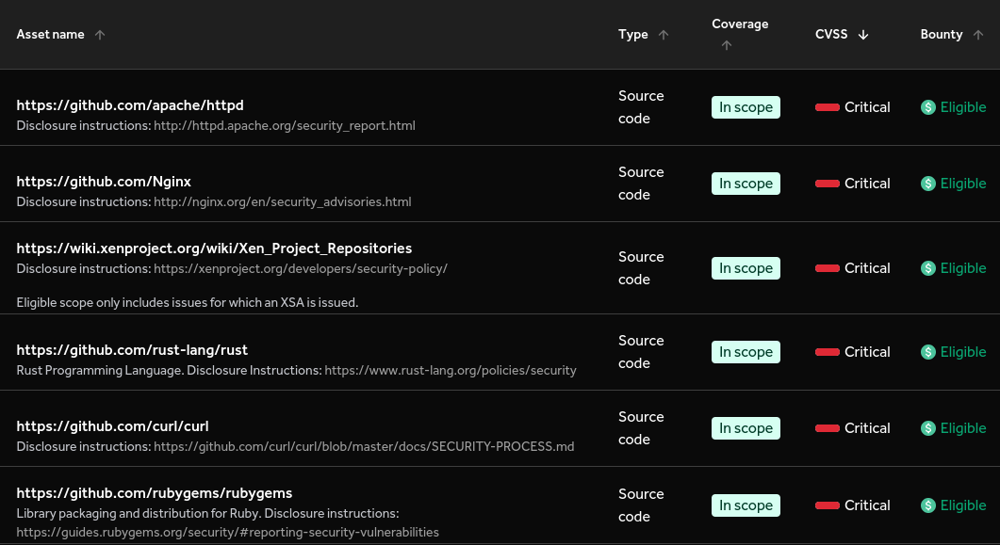 Asset name ↑ Type ↑ Coverage ↑ CVSS ↓ Bounty ↑
https://github.com/apache/httpd
Disclosure instructions: http://httpd.apache.org/security_report.html
Source code
In scope
Critical
$ Eligible
https://github.com/Nginx
Disclosure instructions: http://nginx.org/en/security_advisories.html
Source code
In scope
Critical
$ Eligible
https://wiki.xenproject.org/wiki/Xen_Project_Repositories
Disclosure instructions: https://xenproject.org/developers/security-policy/
Eligible scope only includes issues for which an XSA is issued.
Source code
In scope
Critical
$ Eligible
https://github.com/rust-lang/rust
Rust Programming Language. Disclosure Instructions: https://www.rust-lang.org/policies/security
Source code
In scope
Critical
$ Eligible
https://github.com/curl/curl
Disclosure instructions: https://github.com/curl/curl/blob/master/docs/SECURITY-PROCESS.md
Source code
In scope
Critical
$ Eligible
https://github.com/rubygems/rubygems
Library packaging and distribution for Ruby. Disclosure instructions:
https://guides.rubygems.org/security/#reporting-security-vulnerabilities
Source code
In scope
Critical
$ Eligible